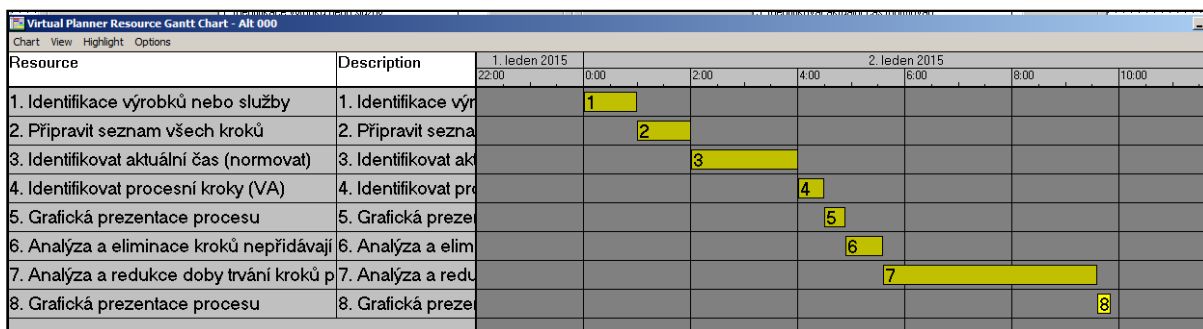 Virtual Planner Resource Gantt Chart - Alt 000
Chart View Highlight Options
Resource Description 1. leden 2015 2. leden 2015
22:00 0:00 2:00 4:00 6:00 8:00 10:00
1. Identifikace výrobků nebo služby 1. Identifikace výr 1
2. Připravit seznam všech kroků 2. Připravit sezna 2
3. Identifikovat aktuální čas (normovat) 3. Identifikovat akt 3
4. Identifikovat procesní kroky (VA) 4. Identifikovat pro 4
5. Grafická prezentace procesu 5. Grafická prezei 5
6. Analýza a eliminace kroků nepřidávají 6. Analýza a elim 6
7. Analýza a redukce doby trvání kroků p 7. Analýza a redu 7
8. Grafická prezentace procesu 8. Grafická prezei 8